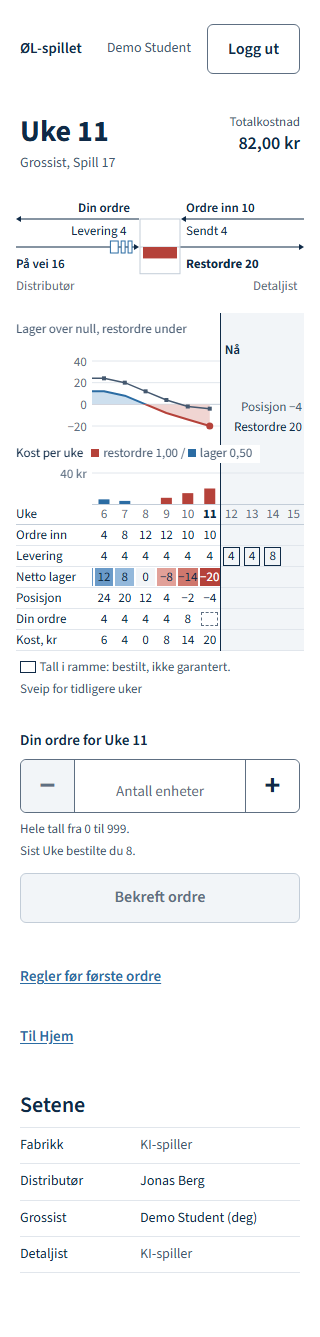 ØL-spillet Demo Student Logg ut
Uke 11 Totalkostnad
82,00 kr
Grossist, Spill 17
Din ordre Ordre inn 10
Levering 4 Sendt 4
På vei 16 Restordre 20
Distributør Detaljist
Lager over null, restordre under
Nå
40
20
0
−20
Posisjon −4
Restordre 20
Kost per uke restordre 1,00 / lager 0,50
40 kr
Uke 6 7 8 9 10 11 12 13 14 15
Ordre inn 4 8 12 12 10 10
Levering 4 4 4 4 4 4 4 4 8
Netto lager 12 8 0 −8 −14 −20
Posisjon 24 20 12 4 −2 −4
Din ordre 4 4 4 4 8
Kost, kr 6 4 0 8 14 20
Tall i ramme: bestilt, ikke garantert.
Sveip for tidligere uker
Din ordre for Uke 11
− Antall enheter +
Hele tall fra 0 til 999.
Sist Uke bestilte du 8.
Bekreft ordre
Regler før første ordre
Til Hjem
Setene
Fabrikk KI-spiller
Distributør Jonas Berg
Grossist Demo Student (deg)
Detaljist KI-spiller